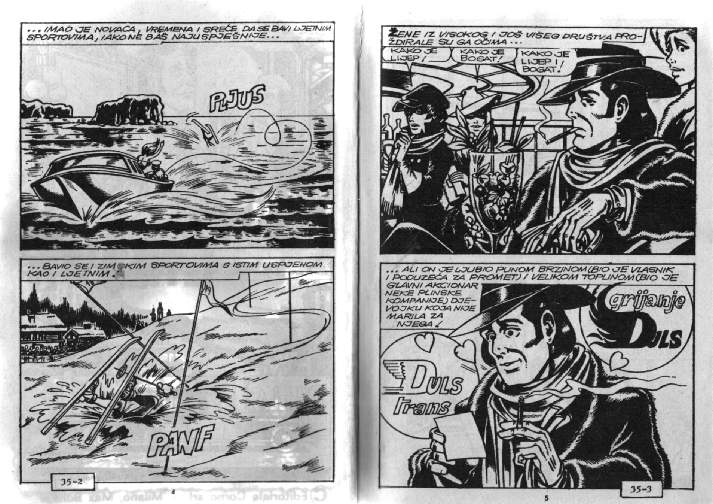 ... IMAO JE NOVACA, VREMENA I SREĆE DA SE BAVI LJETNIM
SPORTOVIMA, IAKO NE BAŠ NAJUSPJEŠNIJE...
PLJUS
... BAVIO SE I ZIMSKIM SPORTOVIMA S ISTIM USPJEHOM
KAO I LJETNIM.
PANF
35-2
4
ŽENE IZ VISOKOG I JOŠ VIŠEG DRUŠTVA PRO-
ŽDIRALE SU GA OČIMA...
KAKO JE
LIJEP!
KAKO JE
BOGAT!
KAKO JE
LIJEP I
BOGAT.
... ALI ON JE LJUBIO PUNOM BRZINOM (BIO JE VLASNIK
I PODUZEĆA ZA PROMET) I VELIKOM TOPLINOM (BIO JE
GLAVNI AKCIONAR
NEKE PLINSKE
KOMPANIJE) DJE-
VOJKU KOJA NIJE
MARILA ZA
NJEGA!
grijanje
DULS
DULS
trans
5
35-3